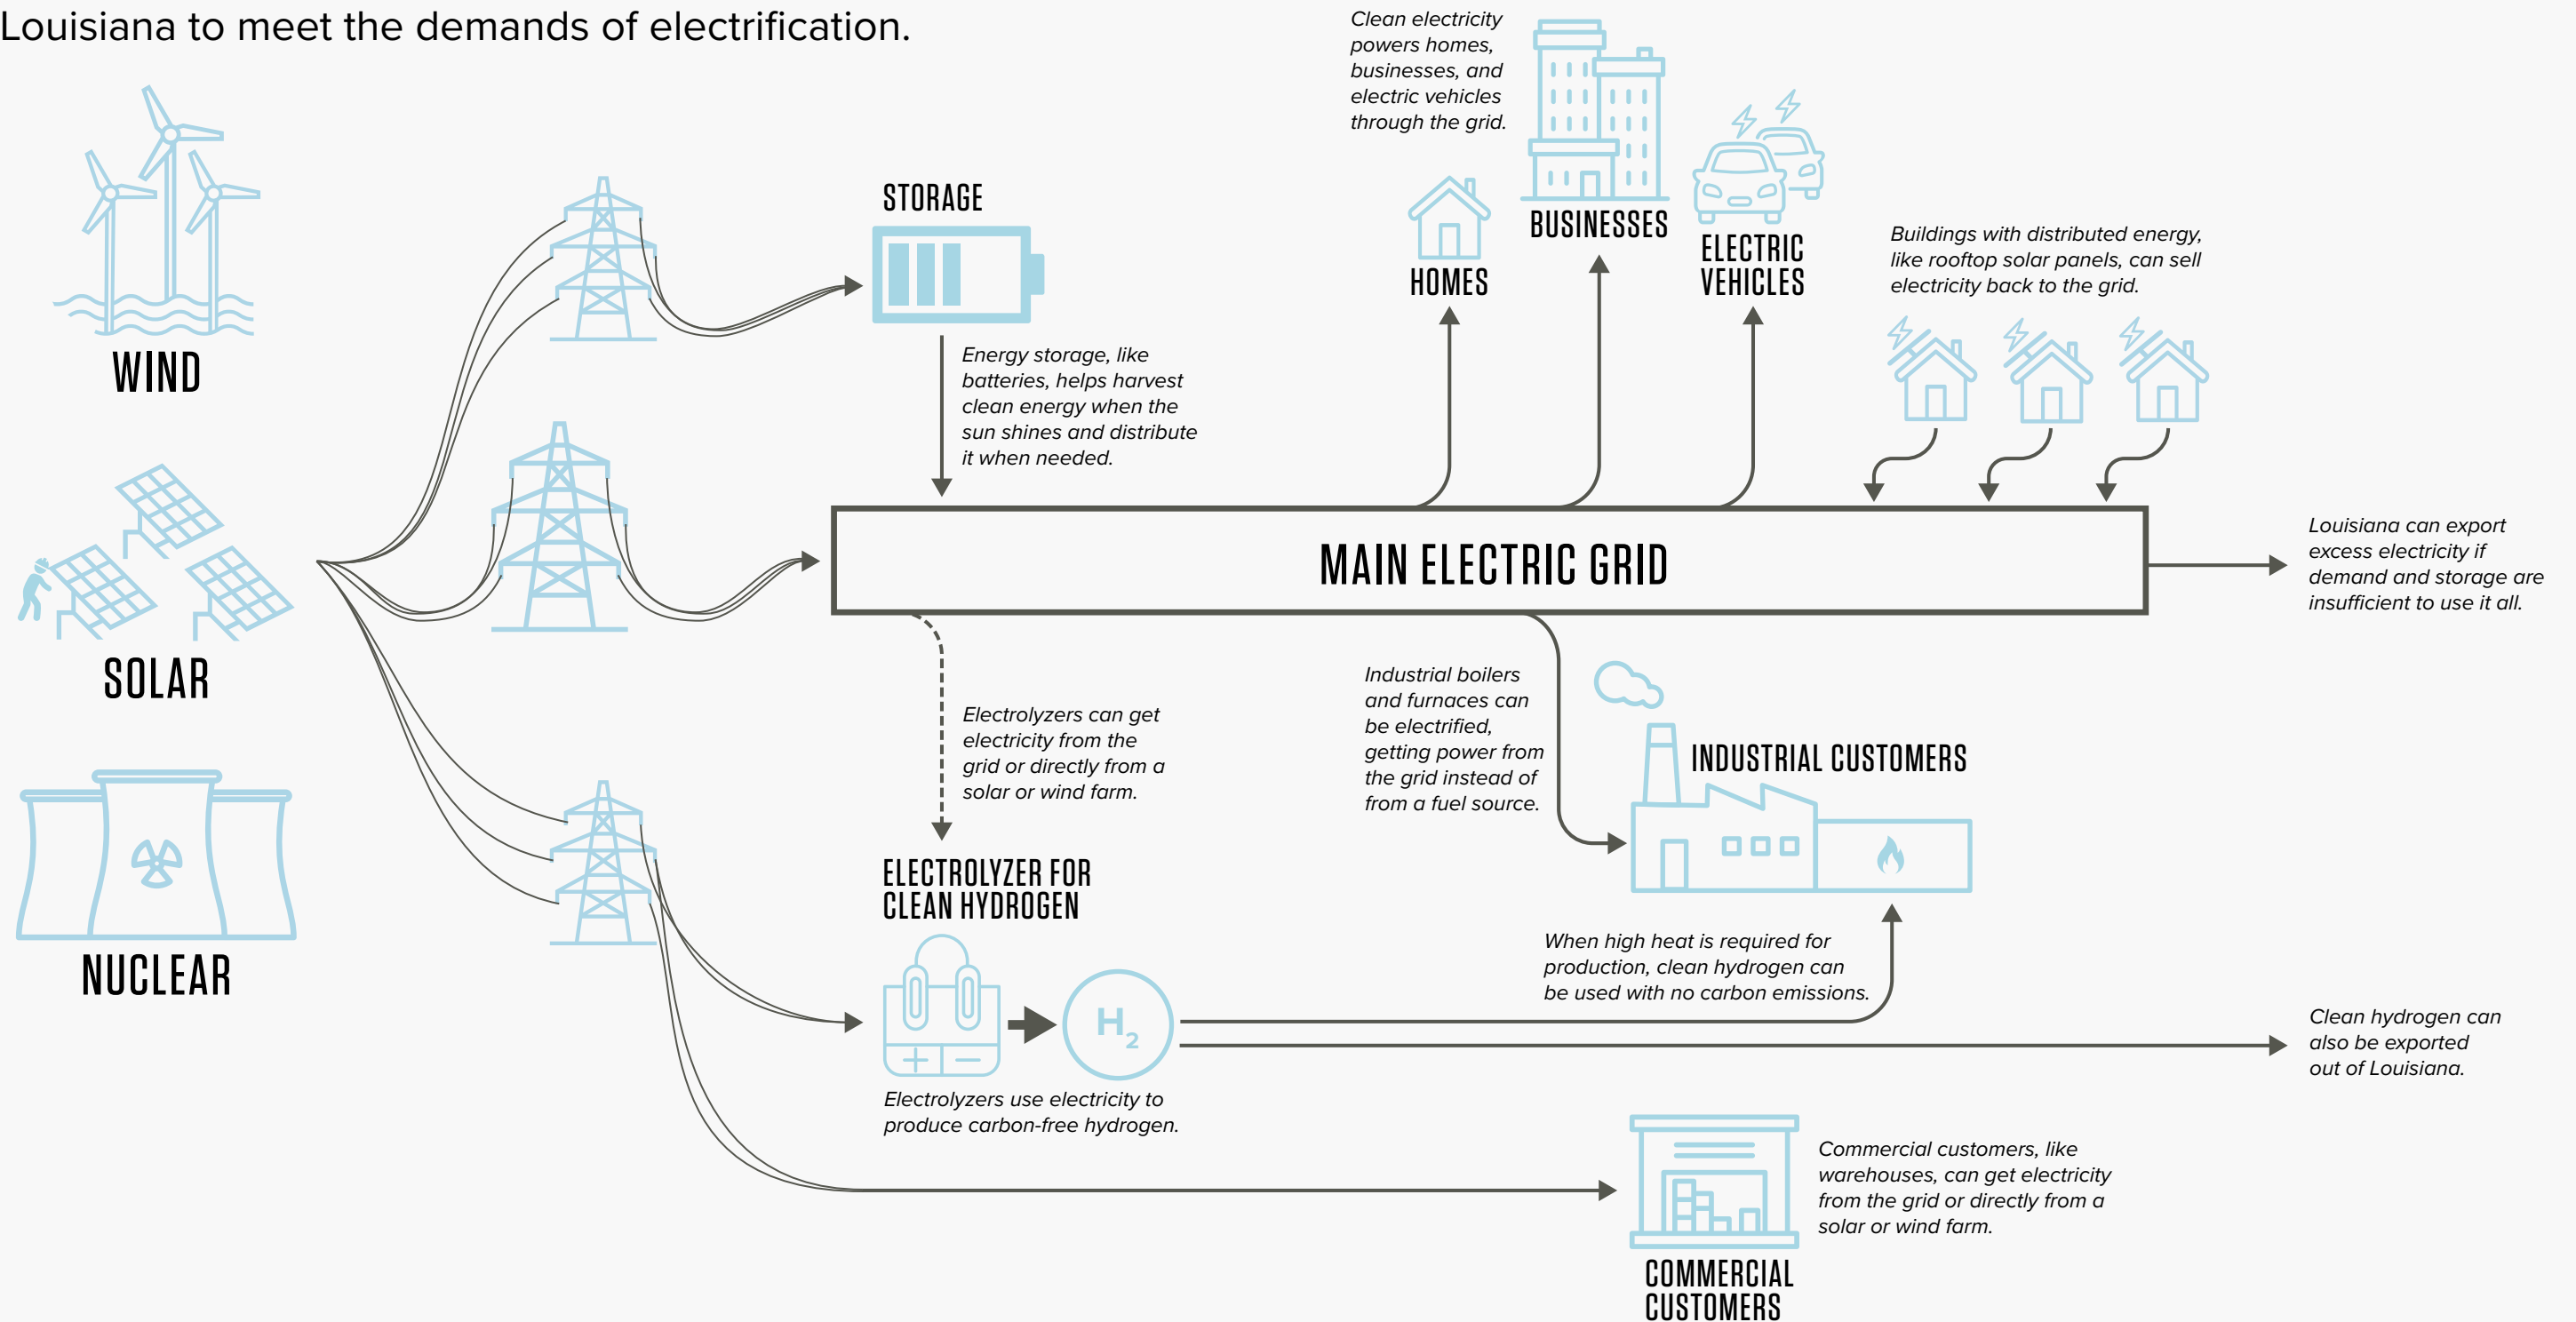 Louisiana to meet the demands of electrification.
WIND
SOLAR
NUCLEAR
STORAGE
Energy storage, like
batteries, helps harvest
clean energy when the
sun shines and distribute
it when needed.
Clean electricity
powers homes,
businesses, and
electric vehicles
through the grid.
HOMES
BUSINESSES
ELECTRIC
VEHICLES
Buildings with distributed energy,
like rooftop solar panels, can sell
electricity back to the grid.
MAIN ELECTRIC GRID
Louisiana can export
excess electricity if
demand and storage are
insufficient to use it all.
Electrolyzers can get
electricity from the
grid or directly from a
solar or wind farm.
Industrial boilers
and furnaces can
be electrified,
getting power from
the grid instead of
from a fuel source.
INDUSTRIAL CUSTOMERS
ELECTROLYZER FOR
CLEAN HYDROGEN
H2
Electrolyzers use electricity to
produce carbon-free hydrogen.
When high heat is required for
production, clean hydrogen can
be used with no carbon emissions.
Clean hydrogen can
also be exported
out of Louisiana.
Commercial customers, like
warehouses, can get electricity
from the grid or directly from a
solar or wind farm.
COMMERCIAL
CUSTOMERS